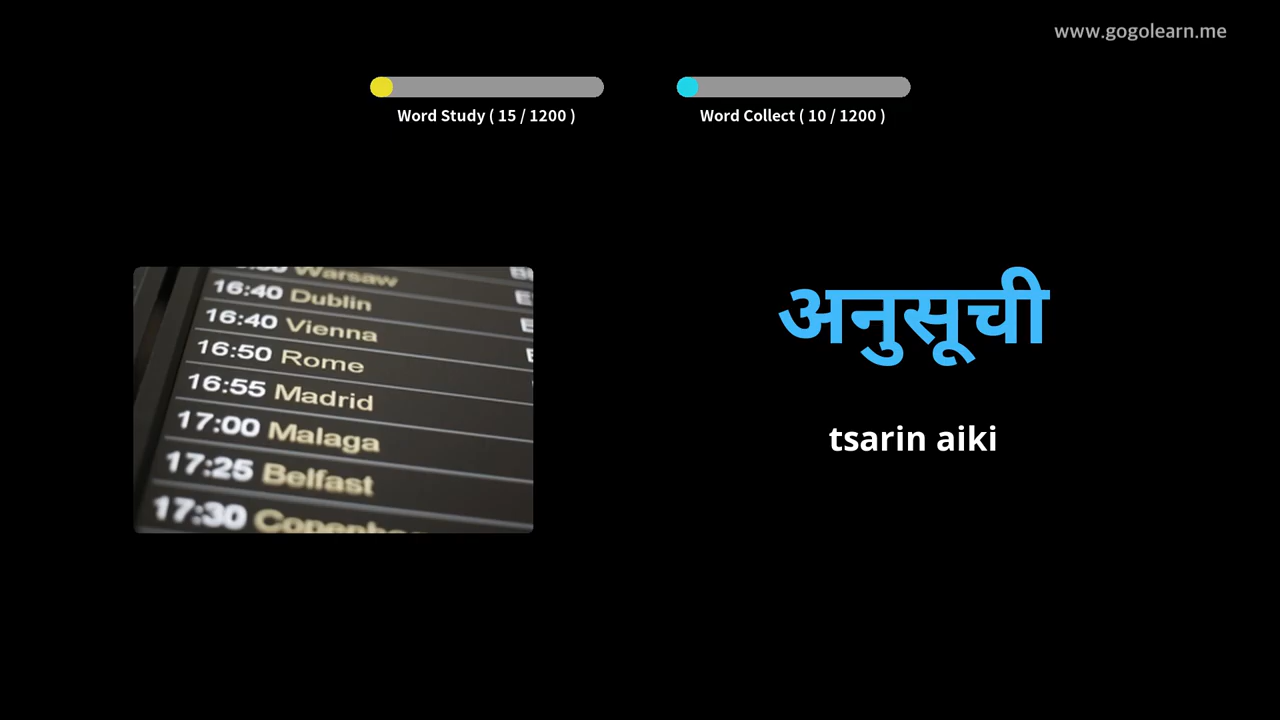 www.gogolearn.me
Word Study ( 15 / 1200 )
Word Collect ( 10 / 1200 )
Warsaw
16:40 Dublin
16:40 Vienna
16:50 Rome
16:55 Madrid
17:00 Malaga
17:25 Belfast
17:30
अनुसूची
tsarin aiki